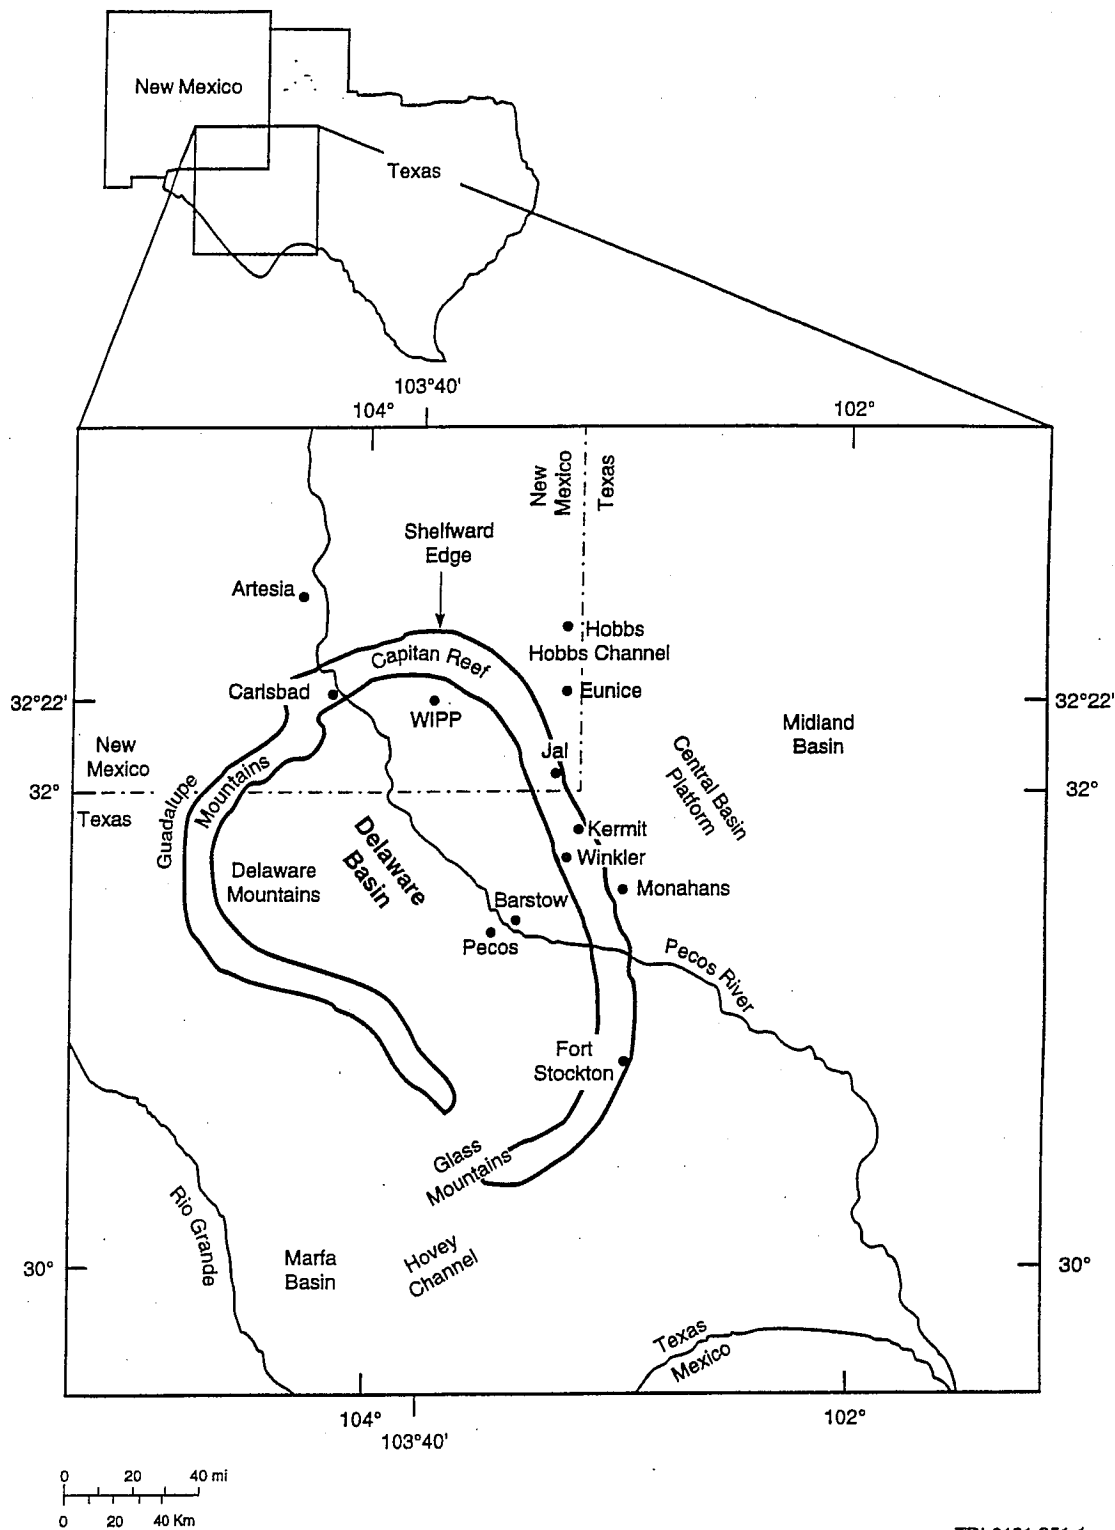 New Mexico
Texas
103°40'
104°
102°
New
Mexico
Texas
Shelfward
Edge
Artesia
Hobbs
Hobbs Channel
Capitan Reef
Carlsbad
WIPP
Eunice
32°22'
32°22'
Midland
Basin
New
Mexico
Jal
Central Basin
Platform
32°
32°
Texas
Guadalupe
Mountains
Kermit
Winkler
Delaware
Basin
Delaware
Mountains
Monahans
Barstow
Pecos
Pecos River
Fort
Stockton
Glass
Mountains
Rio Grande
Marfa
Basin
Hovey
Channel
30°
30°
Texas
Mexico
104°
103°40'
102°
0 20 40 mi
0 20 40 Km